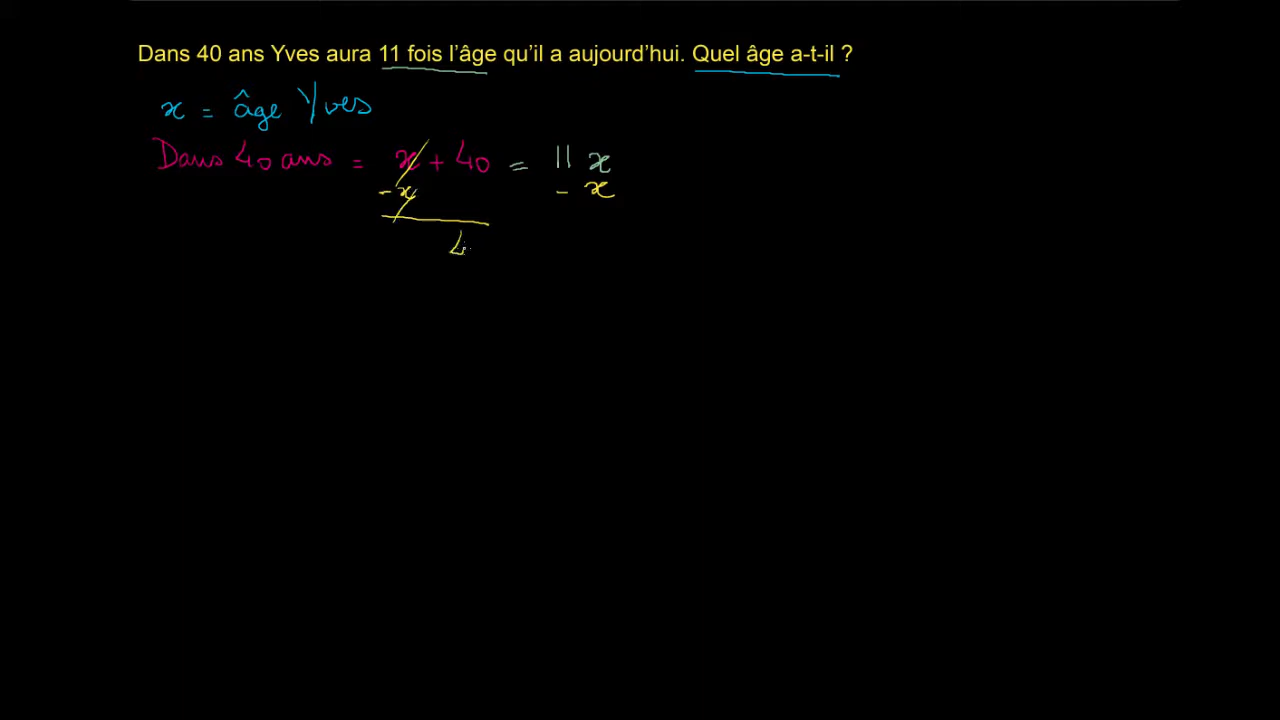 Dans 40 ans Yves aura 11 fois l'âge qu'il a aujourd'hui. Quel âge a-t-il ?
x = âge Yves
Dans 40 ans = x + 40 = 11 x
- x - x
4